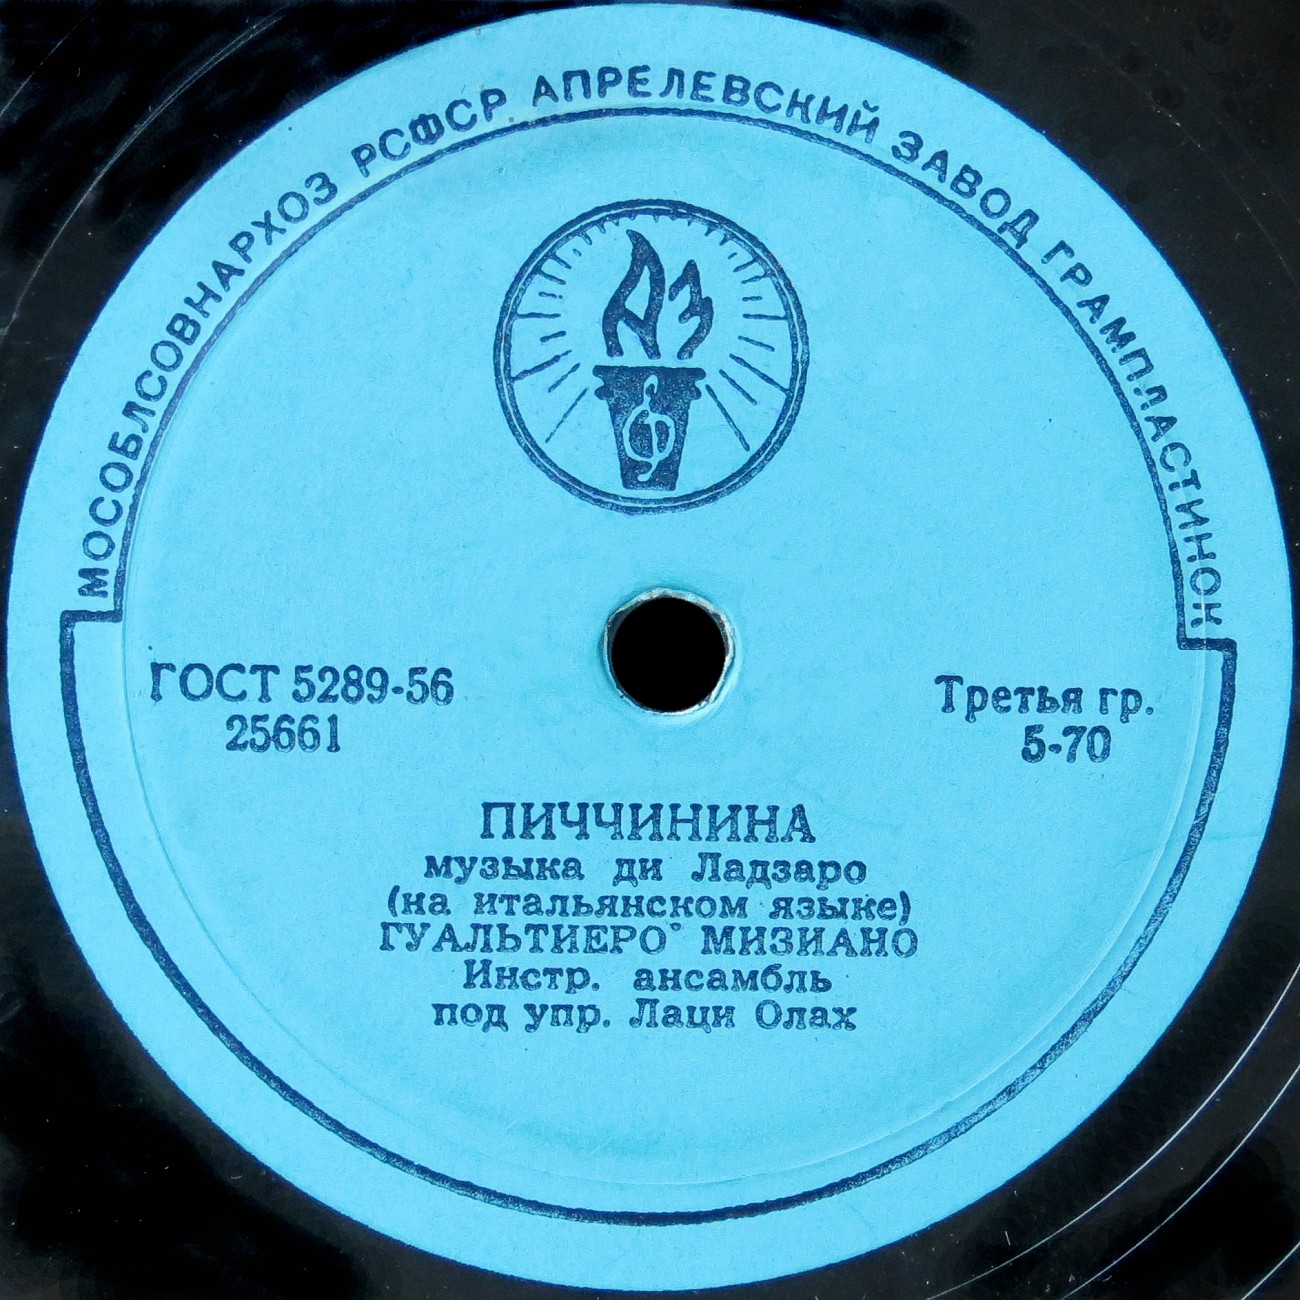 МОСОБЛСОВНАРХОЗ РСФСР АПРЕЛЕВСКИЙ ЗАВОД ГРАМПЛАСТИНОК
АЗ
ГОСТ 5289-56
25661
Третья гр.
5-70
ПИЧЧИНИНА
музыка ди Ладзаро
(на итальянском языке)
ГУАЛЬТИЕРО МИЗИАНО
Инстр. ансамбль
под упр. Лаци Олах